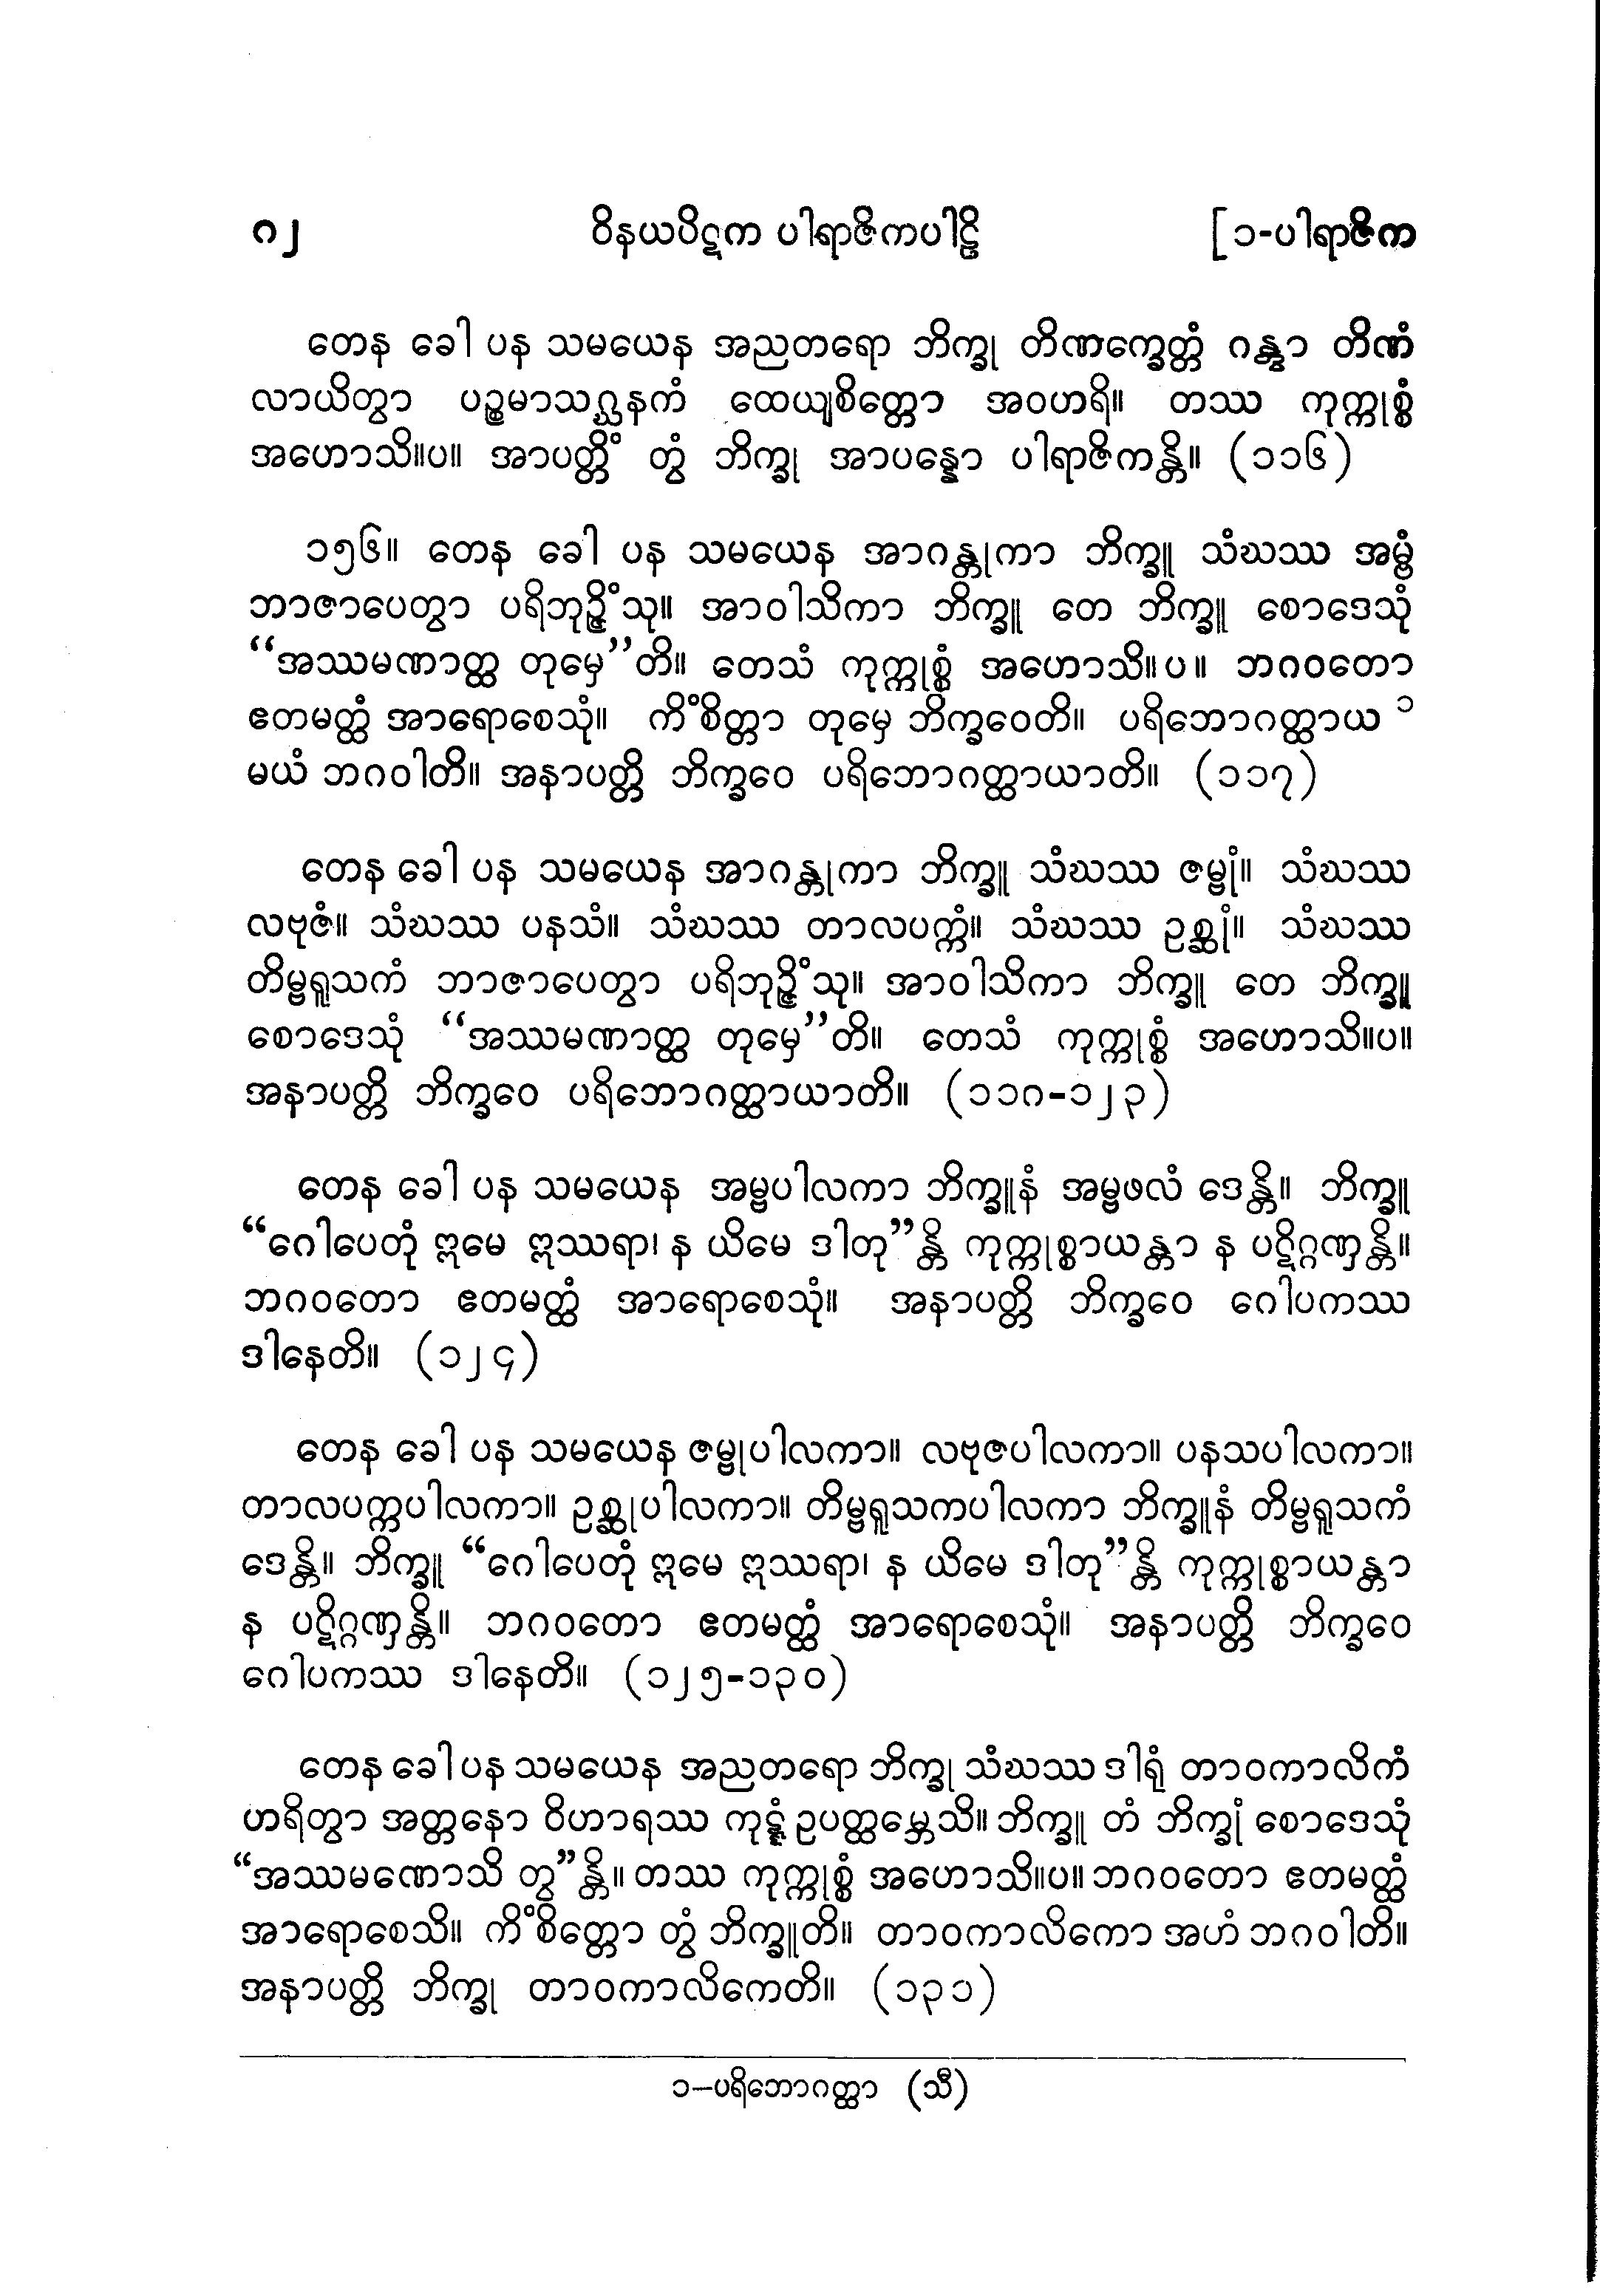 ၈၂ ဝိနယပိဋက ပါရာဇိကပါဠိ [၁-ပါရာဇိက
တေန ခေါ ပန သမယေန အညတရော ဘိက္ခု တိဏက္ခေတ္တံ ဂန္တွာ တိဏံ
လာယိတွာ ပဉ္စမာသဂ္ဃနကံ ထေယျစိတ္တော အဝဟရိ။ တဿ ကုက္ကုစ္စံ
အဟောသိ။ပ။ အာပတ္တိံ တွံ ဘိက္ခု အာပန္နော ပါရာဇိကန္တိ။ (၁၁၆)
၁၅၆။ တေန ခေါ ပန သမယေန အာဂန္တုကာ ဘိက္ခူ သံဃဿ အမ္ဗံ
ဘာဇာပေတွာ ပရိဘုဉ္ဇိံသု။ အာဝါသိကာ ဘိက္ခူ တေ ဘိက္ခူ စောဒေသုံ
“အဿမဏာတ္ထ တုမှေ”တိ။ တေသံ ကုက္ကုစ္စံ အဟောသိ။ပ။ ဘဂဝတော
ဧတမတ္ထံ အာရောစေသုံ။ ကိံစိတ္တာ တုမှေ ဘိက္ခဝေတိ။ ပရိဘောဂတ္ထာယ ၁
မယံ ဘဂဝါတိ။ အနာပတ္တိ ဘိက္ခဝေ ပရိဘောဂတ္ထာယာတိ။ (၁၁၇)
တေန ခေါ ပန သမယေန အာဂန္တုကာ ဘိက္ခူ သံဃဿ ဇမ္ဗုံ။ သံဃဿ
လဗုဇံ။ သံဃဿ ပနသံ။ သံဃဿ တာလပက္ကံ။ သံဃဿ ဥစ္ဆုံ။ သံဃဿ
တိမ္ဗရူသကံ ဘာဇာပေတွာ ပရိဘုဉ္ဇိံသု။ အာဝါသိကာ ဘိက္ခူ တေ ဘိက္ခူ
စောဒေသုံ “အဿမဏာတ္ထ တုမှေ”တိ။ တေသံ ကုက္ကုစ္စံ အဟောသိ။ပ။
အနာပတ္တိ ဘိက္ခဝေ ပရိဘောဂတ္ထာယာတိ။ (၁၁၈-၁၂၃)
တေန ခေါ ပန သမယေန အမ္ဗပါလကာ ဘိက္ခူနံ အမ္ဗဖလံ ဒေန္တိ။ ဘိက္ခူ
“ဂေါပေတုံ ဣမေ ဣဿရာ၊ န ယိမေ ဒါတု”န္တိ ကုက္ကုစ္စာယန္တာ န ပဋိဂ္ဂဏှန္တိ။
ဘဂဝတော ဧတမတ္ထံ အာရောစေသုံ။ အနာပတ္တိ ဘိက္ခဝေ ဂေါပကဿ
ဒါနေတိ။ (၁၂၄)
တေန ခေါ ပန သမယေန ဇမ္ဗုပါလကာ။ လဗုဇပါလကာ။ ပနသပါလကာ။
တာလပက္ကပါလကာ။ ဥစ္ဆုပါလကာ။ တိမ္ဗရူသကပါလကာ ဘိက္ခူနံ တိမ္ဗရူသကံ
ဒေန္တိ။ ဘိက္ခူ “ဂေါပေတုံ ဣမေ ဣဿရာ၊ န ယိမေ ဒါတု”န္တိ ကုက္ကုစ္စာယန္တာ
န ပဋိဂ္ဂဏှန္တိ။ ဘဂဝတော ဧတမတ္ထံ အာရောစေသုံ။ အနာပတ္တိ ဘိက္ခဝေ
ဂေါပကဿ ဒါနေတိ။ (၁၂၅-၁၃၀)
တေန ခေါ ပန သမယေန အညတရော ဘိက္ခု သံဃဿ ဒါရုံ တာဝကာလိကံ
ဟရိတွာ အတ္တနော ဝိဟာရဿ ကုဋ္ဋံ ဥပတ္ထမ္ဘေသိ။ ဘိက္ခူ တံ ဘိက္ခုံ စောဒေသုံ
“အဿမဏောသိ တွ”န္တိ။ တဿ ကုက္ကုစ္စံ အဟောသိ။ပ။ ဘဂဝတော ဧတမတ္ထံ
အာရောစေသိ။ ကိံစိတ္တော တွံ ဘိက္ခူတိ။ တာဝကာလိကော အဟံ ဘဂဝါတိ။
အနာပတ္တိ ဘိက္ခု တာဝကာလိကေတိ။ (၁၃၁)
၁–ပရိဘောဂတ္ထာ (သီ)